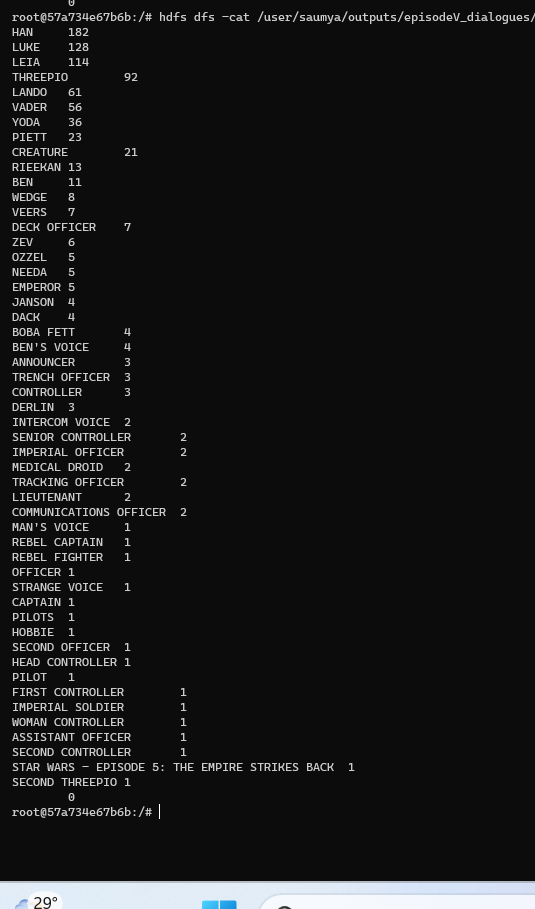 0
root@57a734e67b6b:/# hdfs dfs -cat /user/saumya/outputs/episodeV_dialogues/
HAN 182
LUKE 128
LEIA 114
THREEPIO 92
LANDO 61
VADER 56
YODA 36
PIETT 23
CREATURE 21
RIEEKAN 13
BEN 11
WEDGE 8
VEERS 7
DECK OFFICER 7
ZEV 6
OZZEL 5
NEEDA 5
EMPEROR 5
JANSON 4
DACK 4
BOBA FETT 4
BEN'S VOICE 4
ANNOUNCER 3
TRENCH OFFICER 3
CONTROLLER 3
DERLIN 3
INTERCOM VOICE 2
SENIOR CONTROLLER 2
IMPERIAL OFFICER 2
MEDICAL DROID 2
TRACKING OFFICER 2
LIEUTENANT 2
COMMUNICATIONS OFFICER 2
MAN'S VOICE 1
REBEL CAPTAIN 1
REBEL FIGHTER 1
OFFICER 1
STRANGE VOICE 1
CAPTAIN 1
PILOTS 1
HOBBIE 1
SECOND OFFICER 1
HEAD CONTROLLER 1
PILOT 1
FIRST CONTROLLER 1
IMPERIAL SOLDIER 1
WOMAN CONTROLLER 1
ASSISTANT OFFICER 1
SECOND CONTROLLER 1
STAR WARS - EPISODE 5: THE EMPIRE STRIKES BACK 1
SECOND THREEPIO 1
0
root@57a734e67b6b:/#
29°